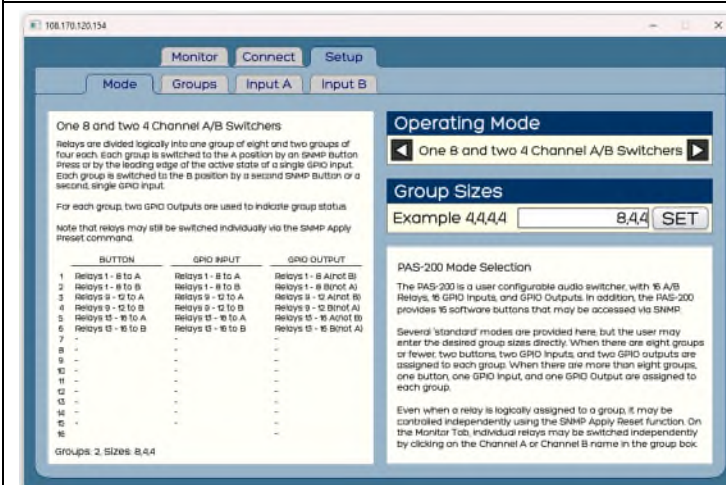 108.170.120.154
Monitor Connect Setup
Mode Groups Input A Input B
One 8 and two 4 Channel A/B Switchers
Relays are divided logically into one group of eight and two groups of
four each. Each group is switched to the A position by an SNMP Button
Press or by the leading edge of the active state of a single GPIO input.
Each group is switched to the B position by a second SNMP Button or a
second, single GPIO input.
For each group, two GPIO Outputs are used to indicate group status.
Note that relays may still be switched individually via the SNMP Apply
Preset command.
BUTTON GPIO INPUT GPIO OUTPUT
1 Relays 1 - 8 to A Relays 1 - 8 to A Relays 1 - 8 A(not B)
2 Relays 1 - 8 to B Relays 1 - 8 to B Relays 1 - 8 B(not A)
3 Relays 9 - 12 to A Relays 9 - 12 to A Relays 9 - 12 A(not B)
4 Relays 9 - 12 to B Relays 9 - 12 to B Relays 9 - 12 B(not A)
5 Relays 13 - 16 to A Relays 13 - 16 to A Relays 13 - 16 A(not B)
6 Relays 13 - 16 to B Relays 13 - 16 to B Relays 13 - 16 B(not A)
7 - - -
8 - - -
9 - - -
10 - - -
11 - - -
12 - - -
13 - - -
14 - - -
15 - - -
16 -
Groups: 2, Sizes: 8,4,4
Operating Mode
One 8 and two 4 Channel A/B Switchers
Group Sizes
Example 4,4,4,4 8,4,4 SET
PAS-200 Mode Selection
The PAS-200 is a user configurable audio switcher, with 16 A/B
Relays, 16 GPIO Inputs, and GPIO Outputs. In addition, the PAS-200
provides 16 software buttons that may be accessed via SNMP.
Several 'standard' modes are provided here, but the user may
enter the desired group sizes directly. When there are eight groups
or fewer, two buttons, two GPIO Inputs, and two GPIO outputs are
assigned to each group. When there are more than eight groups,
one button, one GPIO Input, and one GPIO Output are assigned to
each group.
Even when a relay is logically assigned to a group, it may be
controlled independently using the SNMP Apply Reset function. On
the Monitor Tab, individual relays may be switched independently
by clicking on the Channel A or Channel B name in the group box.